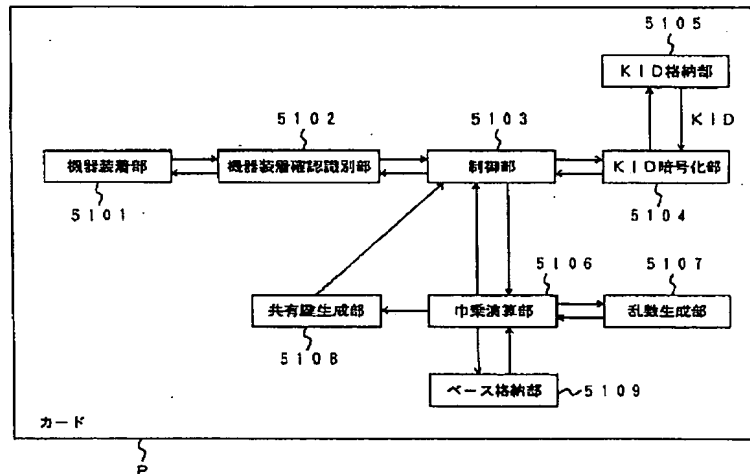 5105
KID格納部
KID
5102
5103
機器装着部
機器装着確認識別部
制御部
KID暗号化部
5101
5104
5106
5107
共有鍵生成部
巾乗演算部
乱数生成部
5108
ベース格納部
5109
カード
P